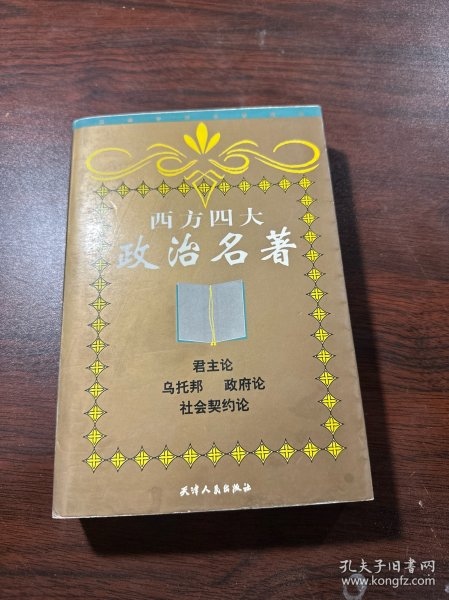 西方四大
政治名著
君主论
乌托邦 政府论
社会契约论
天津人民出版社
孔夫子旧书网
www.kongfz.com